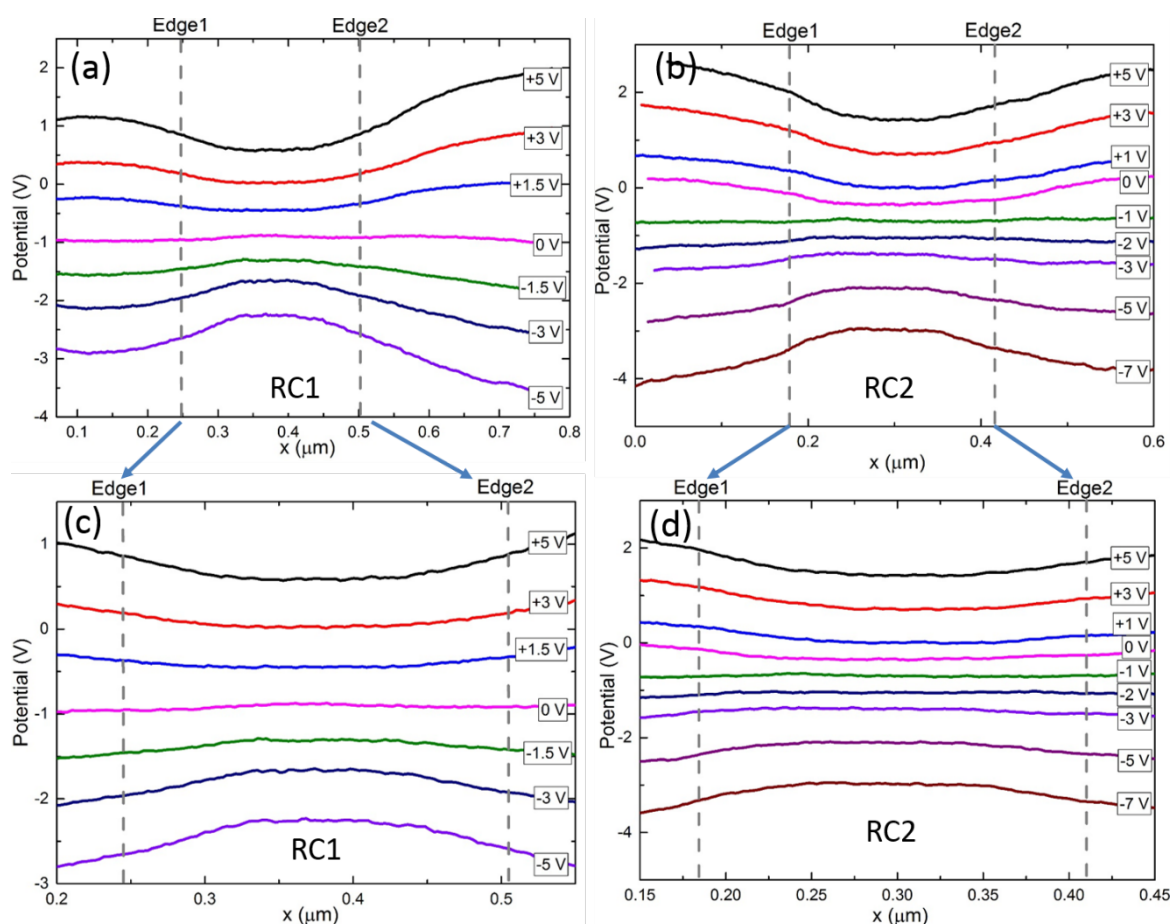 Edge1 Edge2
(a)
+5 V
+3 V
+1.5V
0 V
-1.5 V
-3 V
-5 V
RC1
Potential (V)
2
1
0
-1
-2
-3
-4
0.1 0.2 0.3 0.4 0.5 0.6 0.7 0.8
x (μm)
Edge1 Edge2
(b)
+5 V
+3 V
+1 V
0 V
-1 V
-2 V
-3 V
-5 V
-7 V
RC2
Potential (V)
2
0
-2
-4
0.0 0.2 0.4 0.6
x (μm)
Edge1 Edge2
(c)
+5 V
+3 V
+1.5 V
0 V
-1.5 V
-3 V
-5 V
RC1
Potential (V)
1
0
-1
-2
-3
0.2 0.3 0.4 0.5
x (μm)
Edge1 Edge2
(d)
+5 V
+3 V
+1 V
0 V
-1 V
-2 V
-3 V
-5 V
-7 V
RC2
Potential (V)
2
0
-2
-4
0.15 0.20 0.25 0.30 0.35 0.40 0.45
x (μm)